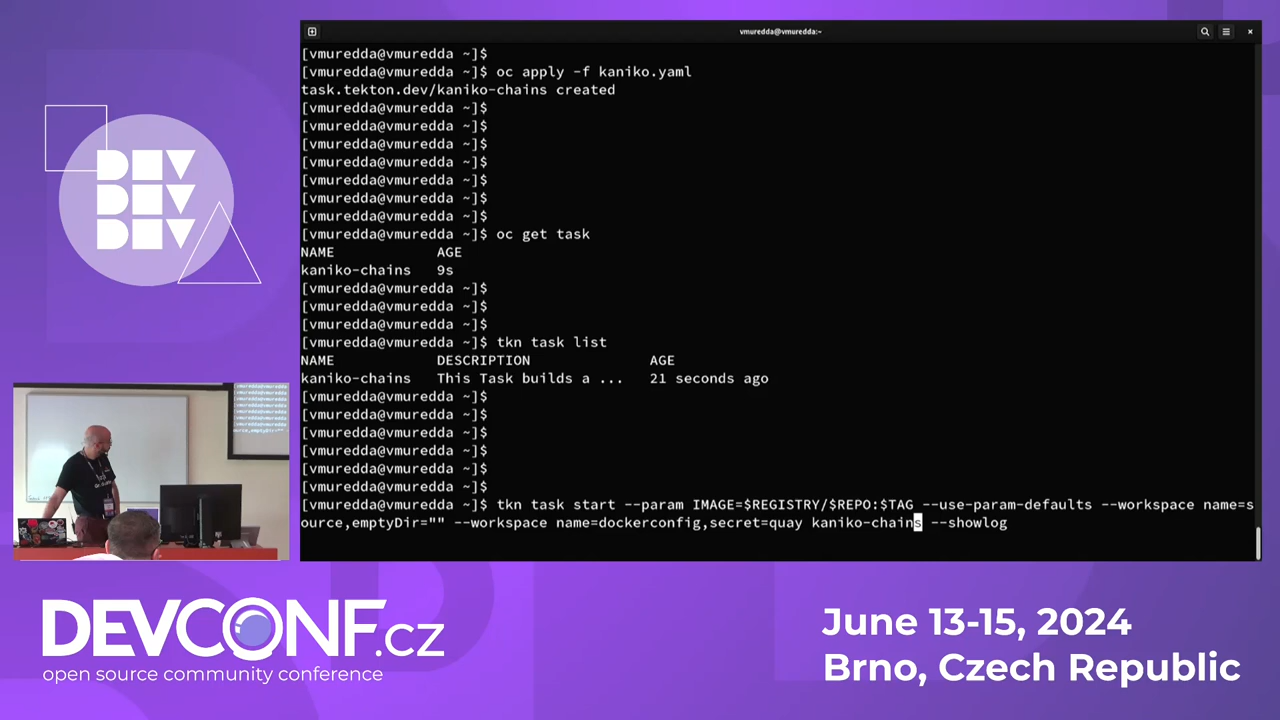 vmuredda@vmuredda:~
[vmuredda@vmuredda ~]$
[vmuredda@vmuredda ~]$ oc apply -f kaniko.yaml
task.tekton.dev/kaniko-chains created
[vmuredda@vmuredda ~]$
[vmuredda@vmuredda ~]$
[vmuredda@vmuredda ~]$
[vmuredda@vmuredda ~]$
[vmuredda@vmuredda ~]$
[vmuredda@vmuredda ~]$
[vmuredda@vmuredda ~]$
[vmuredda@vmuredda ~]$ oc get task
NAME AGE
kaniko-chains 9s
[vmuredda@vmuredda ~]$
[vmuredda@vmuredda ~]$
[vmuredda@vmuredda ~]$
[vmuredda@vmuredda ~]$ tkn task list
NAME DESCRIPTION AGE
kaniko-chains This Task builds a ... 21 seconds ago
[vmuredda@vmuredda ~]$
[vmuredda@vmuredda ~]$
[vmuredda@vmuredda ~]$
[vmuredda@vmuredda ~]$
[vmuredda@vmuredda ~]$
[vmuredda@vmuredda ~]$
[vmuredda@vmuredda ~]$ tkn task start --param IMAGE=$REGISTRY/$REPO:$TAG --use-param-defaults --workspace name=s
ource,emptyDir="" --workspace name=dockerconfig,secret=quay kaniko-chains --showlog
DEV
DEV
DEV
DEVCONF.cz
open source community conference
June 13-15, 2024
Brno, Czech Republic